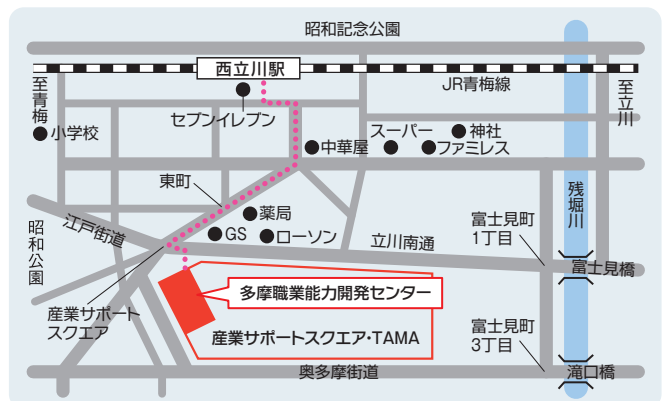 昭和記念公園
西立川駅
JR青梅線
至青梅
至立川
セブンイレブン
小学校
中華屋
スーパー
神社
ファミレス
東町
残堀川
薬局
江戸街道
GS
ローソン
立川南通
富士見町
1丁目
昭和公園
富士見橋
多摩職業能力開発センター
産業サポート
スクエア
産業サポートスクエア・TAMA
富士見町
3丁目
奥多摩街道
滝口橋